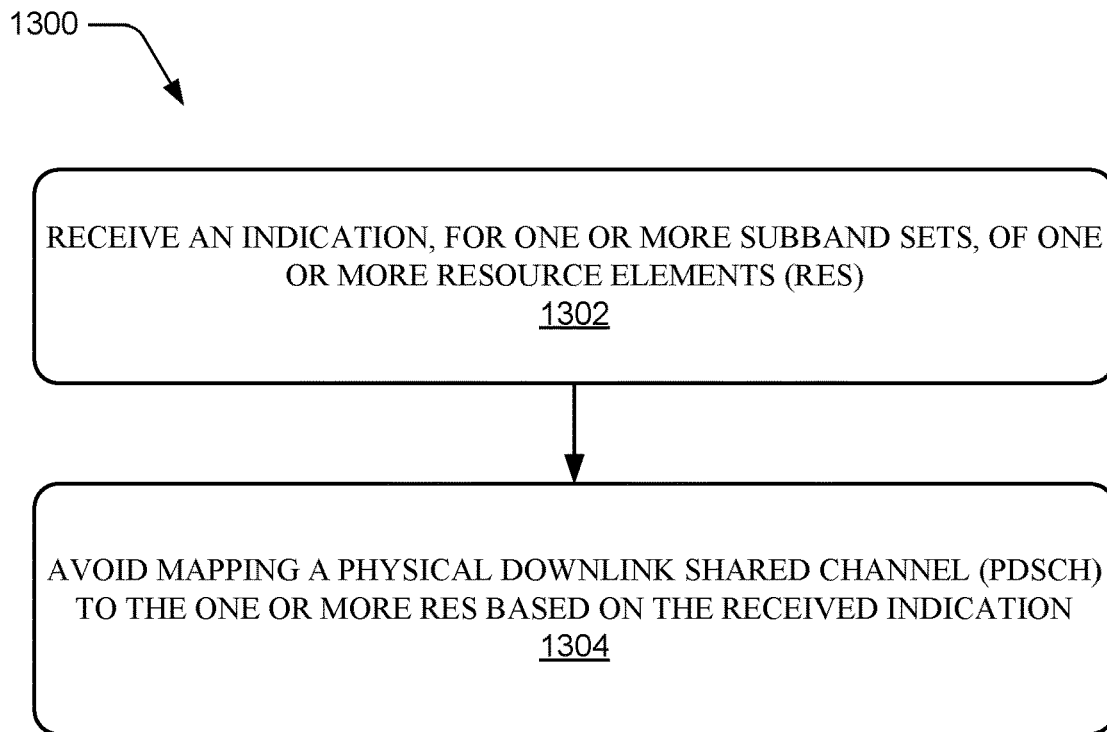 1300
RECEIVE AN INDICATION, FOR ONE OR MORE SUBBAND SETS, OF ONE
OR MORE RESOURCE ELEMENTS (RES)
1302
AVOID MAPPING A PHYSICAL DOWNLINK SHARED CHANNEL (PDSCH)
TO THE ONE OR MORE RES BASED ON THE RECEIVED INDICATION
1304